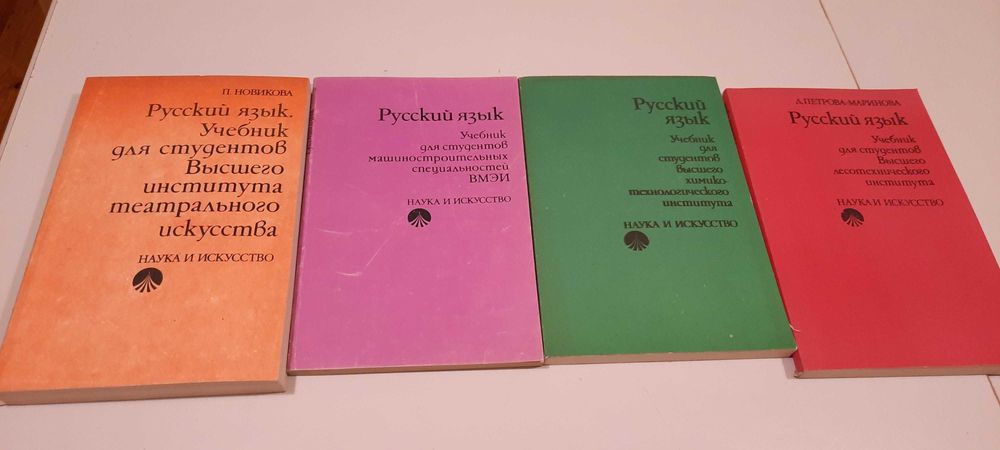 П. НОВИКОВА
Русский язык.
Учебник
для студентов
Высшего
института
театрального
искусства
НАУКА И ИСКУССТВО
Русский язык
Учебник
для студентов
машиностроительных
специальностей
ВМЭИ
НАУКА И ИСКУССТВО
Русский
язык
Учебник
для
студентов
высшего
химико-
технологического
института
НАУКА И ИСКУССТВО
Д. ПЕТРОВА-МАРИНОВА
Русский язык
Учебник
для студентов
Высшего
лесотехнического
института
НАУКА И ИСКУССТВО